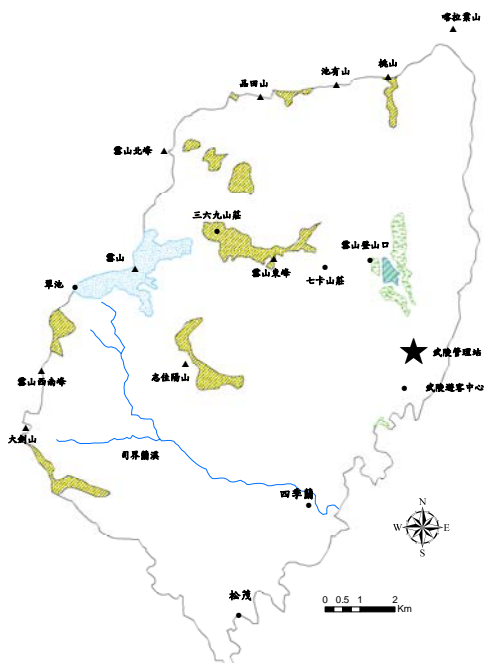 喀拉業山
桃山
池有山
品田山
雪山北峰
三六九山莊
雪山登山口
雪山
雪山東峰
七卡山莊
翠池
武陵管理站
志佳陽山
雪山西南峰
武陵遊客中心
大劍山
司界蘭溪
四季蘭
N
W E
S
松茂
0 0.5 1 2
Km